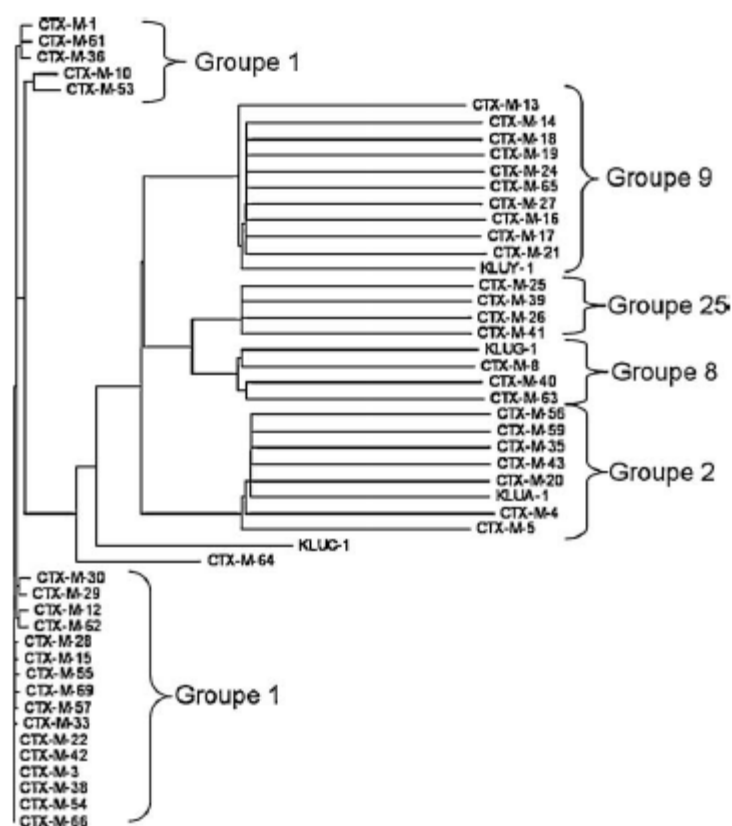 CTX-M-1
CTX-M-61
CTX-M-36
CTX-M-10
CTX-M-53
Groupe 1
CTX-M-13
CTX-M-14
CTX-M-18
CTX-M-19
CTX-M-24
CTX-M-65
CTX-M-27
CTX-M-16
CTX-M-17
CTX-M-21
KLUY-1
Groupe 9
CTX-M-25
CTX-M-39
CTX-M-26
CTX-M-41
Groupe 25
KLUG-1
CTX-M-8
CTX-M-40
CTX-M-63
Groupe 8
CTX-M-56
CTX-M-59
CTX-M-35
CTX-M-43
CTX-M-20
KLUA-1
CTX-M-4
CTX-M-5
Groupe 2
KLUC-1
CTX-M-64
CTX-M-30
CTX-M-29
CTX-M-12
CTX-M-62
CTX-M-28
CTX-M-15
CTX-M-55
CTX-M-69
CTX-M-57
CTX-M-33
CTX-M-22
CTX-M-42
CTX-M-3
CTX-M-38
CTX-M-54
CTX-M-66
Groupe 1